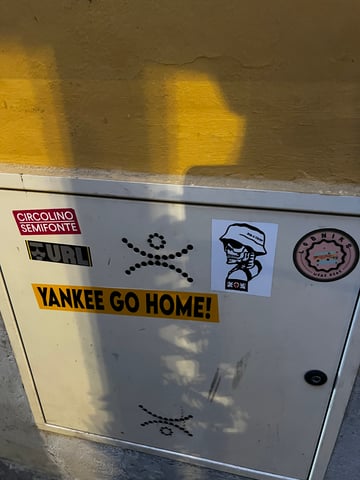 CIRCOLINO
SEMIFONTE
URL
YANKEE GO HOME!